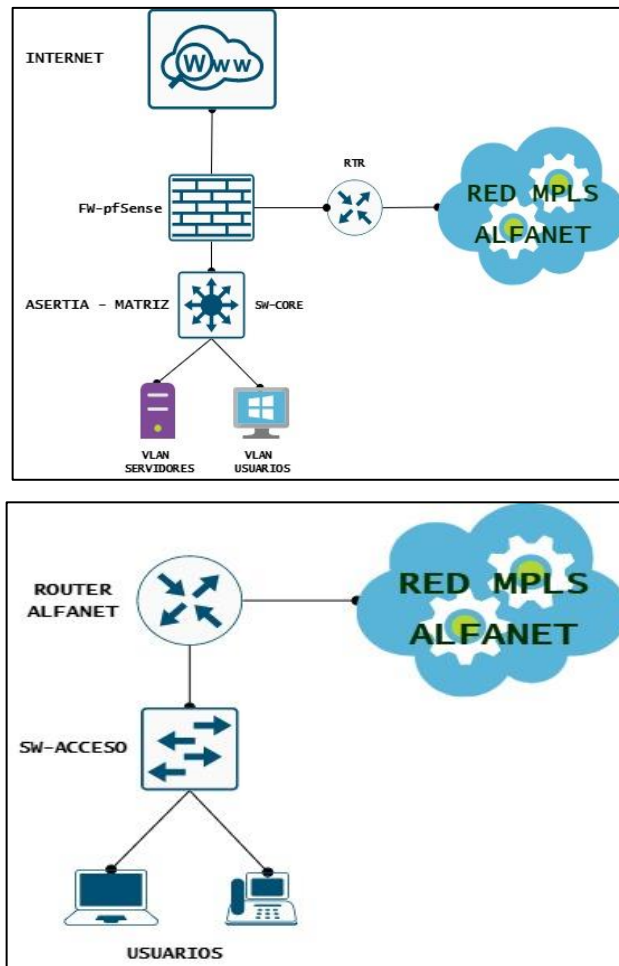 INTERNET
Www
RTR
FW-pfSense
RED MPLS
ALFANET
ASERTIA - MATRIZ
SW-CORE
VLAN
SERVIDORES
VLAN
USUARIOS
ROUTER
ALFANET
RED MPLS
ALFANET
SW-ACCESO
USUARIOS